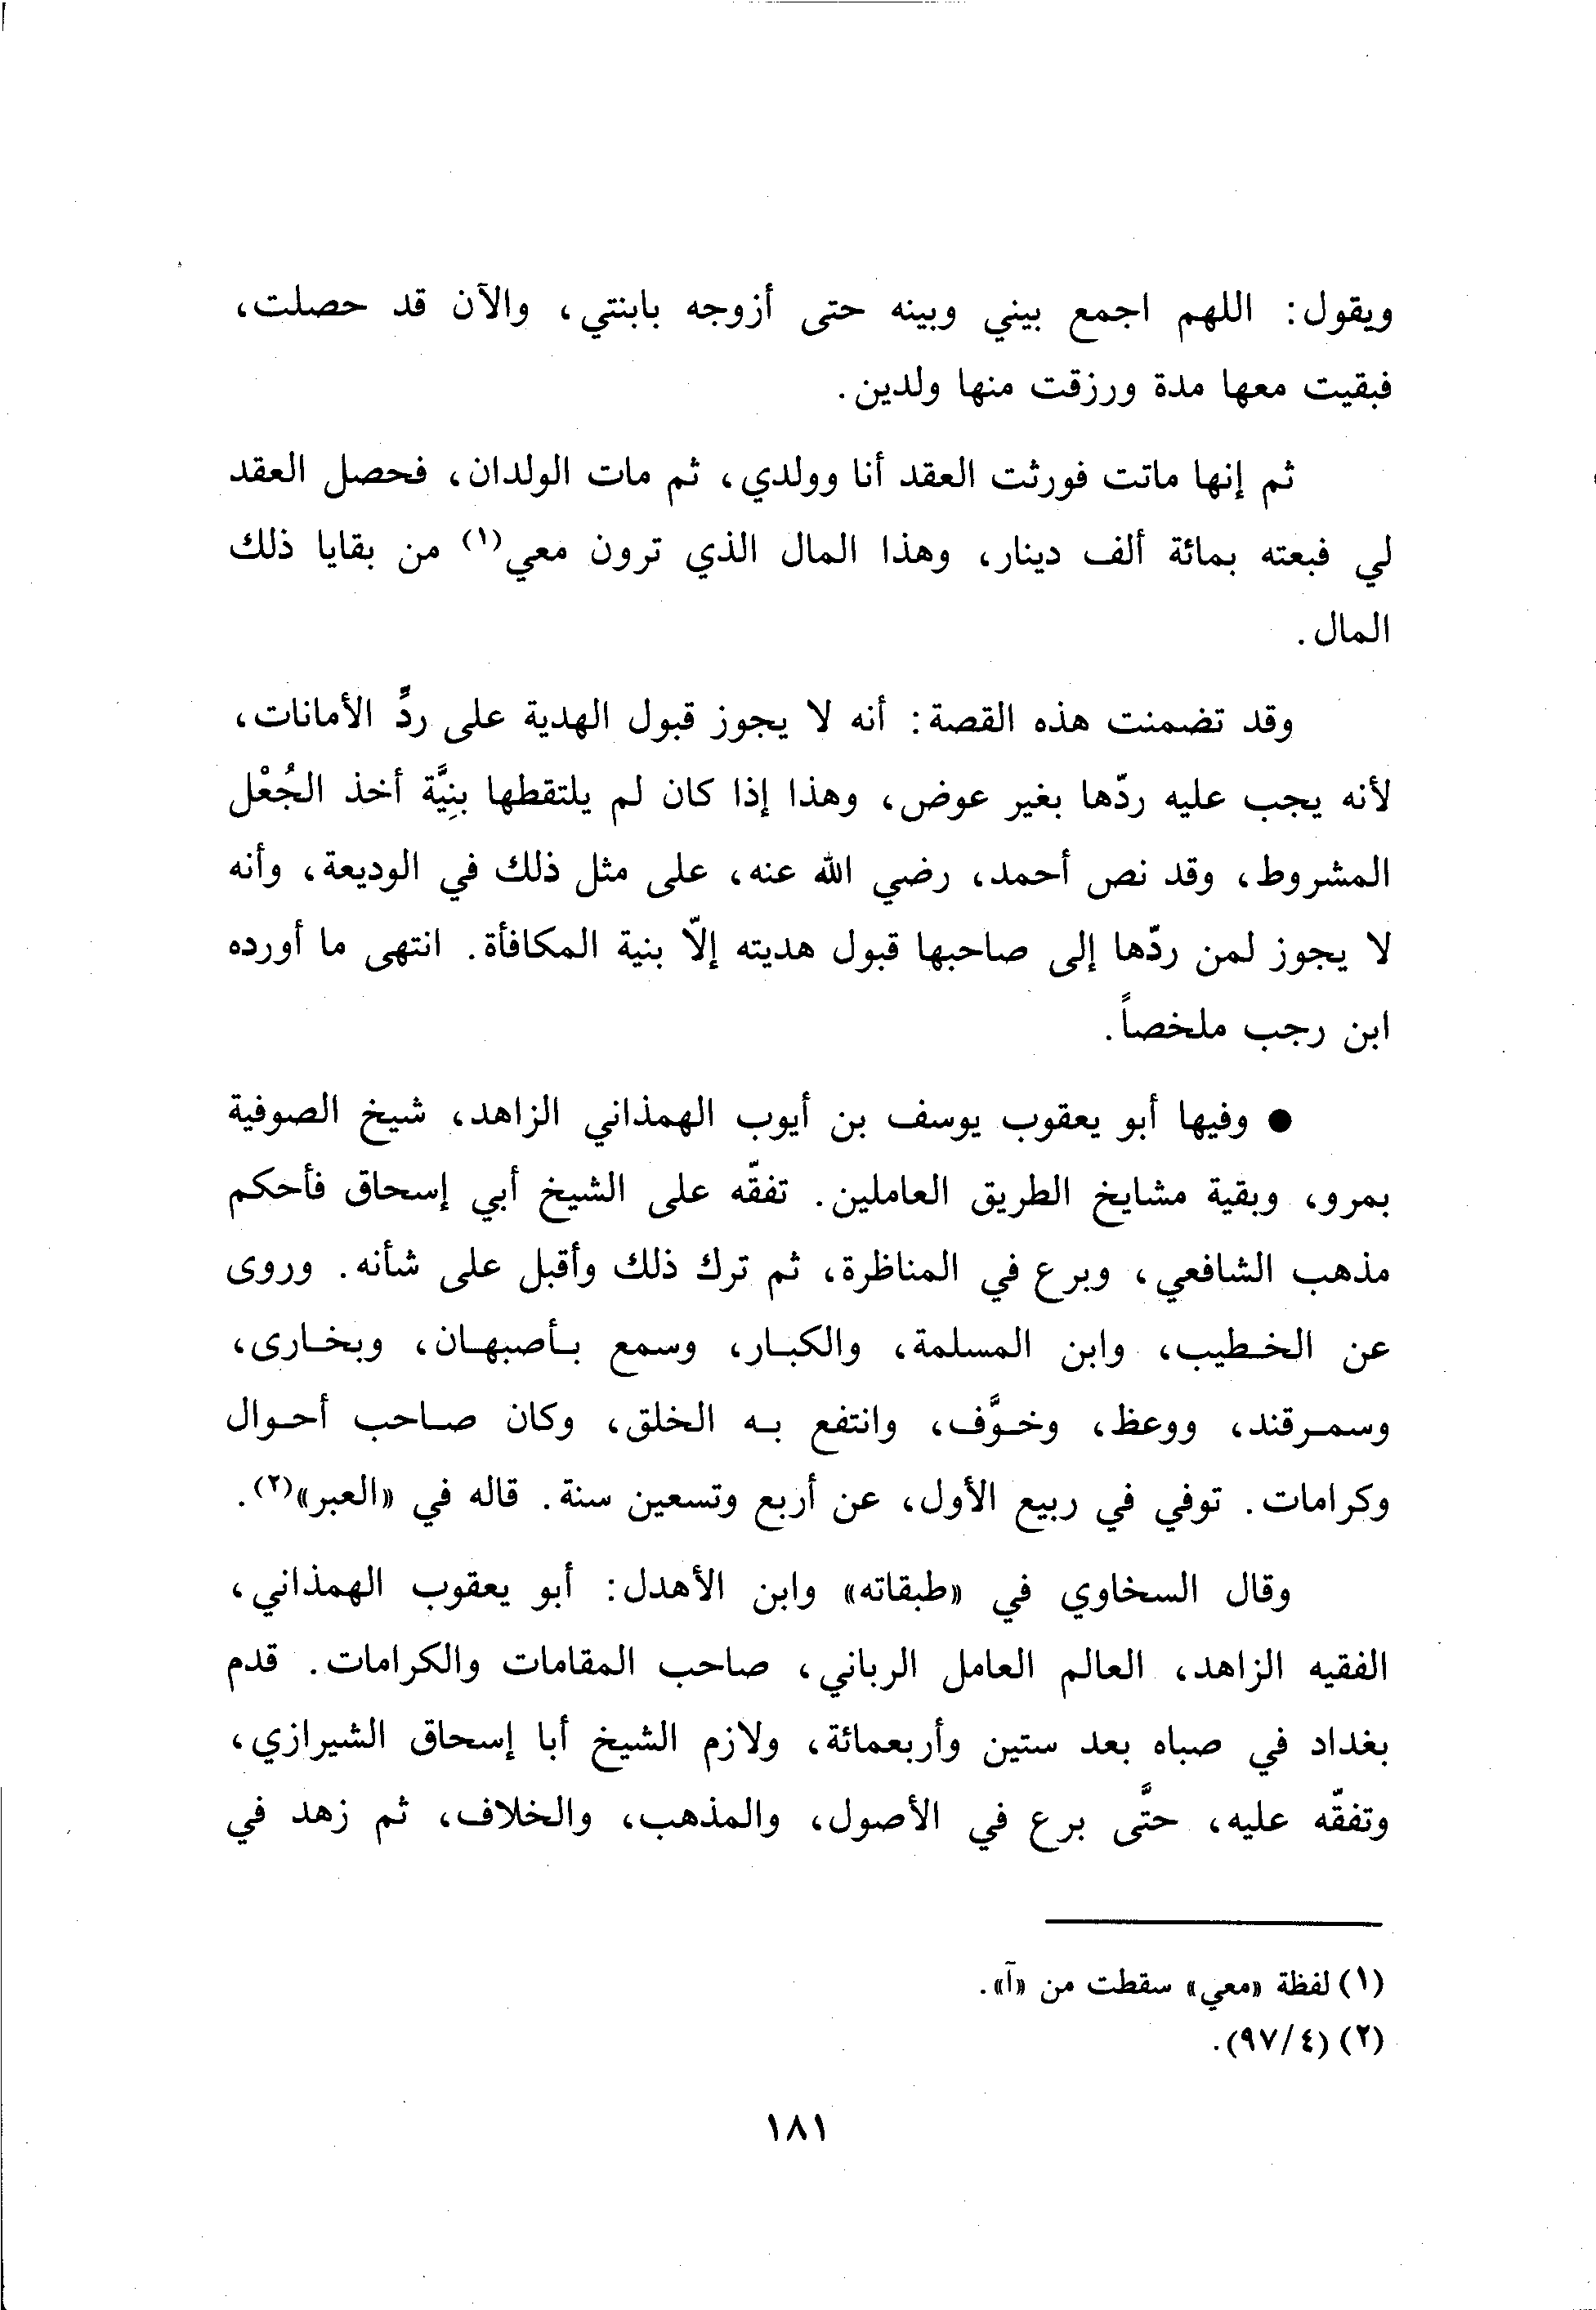 ويقول: اللهم اجمع بيني وبينه حتى أزوجه بابنتي، والآن قد حصلت،
فبقيت معها مدة ورزقت منها ولدين.
ثم إنها ماتت فورثت العقد أنا وولدي، ثم مات الولدان، فحصل العقد
لي فبعته بمائة ألف دينار، وهذا المال الذي ترون معي(١) من بقايا ذلك
المال.
وقد تضمنت هذه القصة: أنه لا يجوز قبول الهدية على ردِّ الأمانات،
لأنه يجب عليه ردّها بغير عوض، وهذا إذا كان لم يلتقطها بنِيَّة أخذ الجُعْل
المشروط، وقد نص أحمد، رضي الله عنه، على مثل ذلك في الوديعة، وأنه
لا يجوز لمن ردّها إلى صاحبها قبول هديته إلّا بنية المكافأة. انتهى ما أورده
ابن رجب ملخصاً.
● وفيها أبو يعقوب يوسف بن أيوب الهمذاني الزاهد، شيخ الصوفية
بمرو، وبقية مشايخ الطريق العاملين. تفقّه على الشيخ أبي إسحاق فأحكم
مذهب الشافعي، وبرع في المناظرة، ثم ترك ذلك وأقبل على شأنه. وروى
عن الخطيب، وابن المسلمة، والكبار، وسمع بأصبهان، وبخارى،
وسمرقند، ووعظ، وخوَّف، وانتفع به الخلق، وكان صاحب أحوال
وكرامات. توفي في ربيع الأول، عن أربع وتسعين سنة. قاله في «العبر»(٢).
وقال السخاوي في «طبقاته» وابن الأهدل: أبو يعقوب الهمذاني،
الفقيه الزاهد، العالم العامل الرباني، صاحب المقامات والكرامات. قدم
بغداد في صباه بعد ستين وأربعمائة، ولازم الشيخ أبا إسحاق الشيرازي،
وتفقّه عليه، حتَّى برع في الأصول، والمذهب، والخلاف، ثم زهد في
(١) لفظة «معي» سقطت من «آ».
(٢) (٤/٩٧).
١٨١